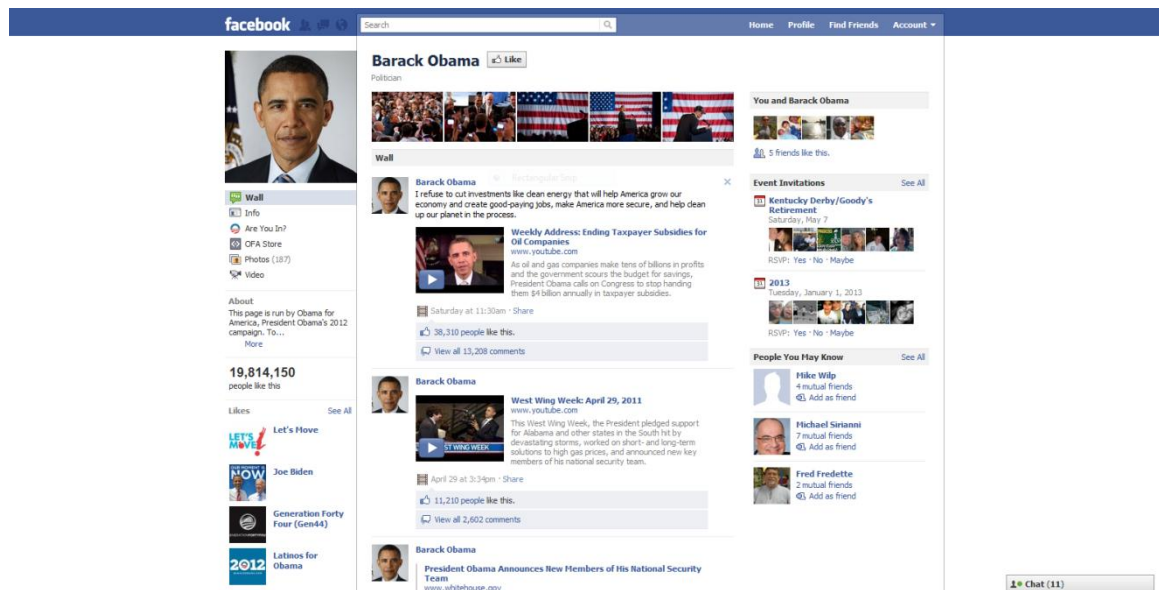 facebook
Search
Home Profile Find Friends Account
Barack Obama Like
Politician
Wall
Info
Are You In?
OFA Store
Photos (187)
Video
About
This page is run by Obama for
America, President Obama's 2012
campaign. To...
More
19,814,150
people like this
Likes See All
LET'S MOVE!
Let's Move
NOW
Joe Biden
Generation Forty
Four (Gen44)
2012
Latinos for
Obama
Wall
Rectangular Snip
Barack Obama
I refuse to cut investments like clean energy that will help America grow our
economy and create good-paying jobs, make America more secure, and help clean
up our planet in the process.
Weekly Address: Ending Taxpayer Subsidies for
Oil Companies
www.youtube.com
As oil and gas companies make tens of billions in profits
and the government scours the budget for savings,
President Obama calls on Congress to stop handing
them $4 billion annually in taxpayer subsidies.
Saturday at 11:30am · Share
38,310 people like this.
View all 13,208 comments
Barack Obama
WEST WING WEEK
West Wing Week: April 29, 2011
www.youtube.com
This West Wing Week, the President pledged support
for Alabama and other states in the South hit by
devastating storms, worked on short- and long-term
solutions to high gas prices, and announced new key
members of his national security team.
April 29 at 3:34pm · Share
11,210 people like this.
View all 2,602 comments
Barack Obama
President Obama Announces New Members of His National Security
Team
www.whitehouse.gov
You and Barack Obama
5 friends like this.
Event Invitations See All
31 Kentucky Derby/Goody's
Retirement
Saturday, May 7
RSVP: Yes · No · Maybe
31 2013
Tuesday, January 1, 2013
RSVP: Yes · No · Maybe
People You May Know See All
Mike Wilp
4 mutual friends
Add as friend
Michael Sirianni
7 mutual friends
Add as friend
Fred Fredette
2 mutual friends
Add as friend
Chat (11)